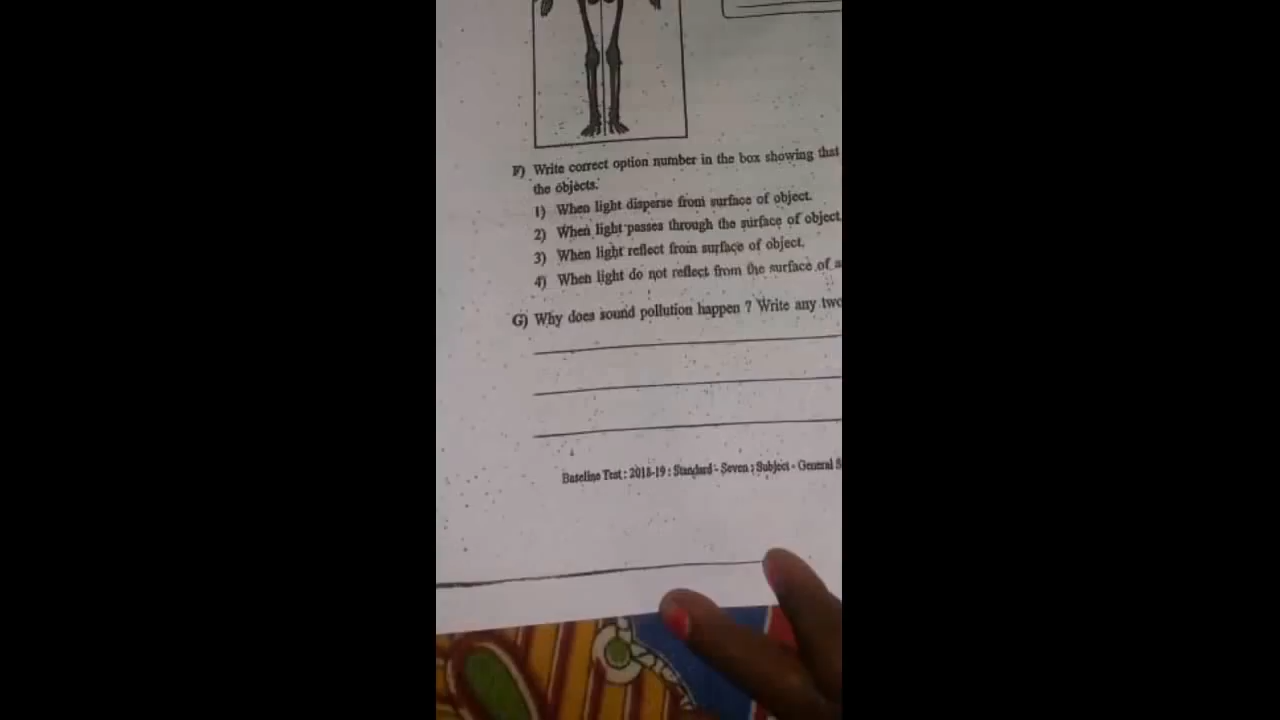 F) Write correct option number in the box showing that
the objects.
1) When light disperse from surface of object.
2) When light passes through the surface of object.
3) When light reflect from surface of object.
4) When light do not reflect from the surface of a
G) Why does sound pollution happen ? Write any two
Baseline Test : 2018-19 : Standard - Seven ; Subject - General S